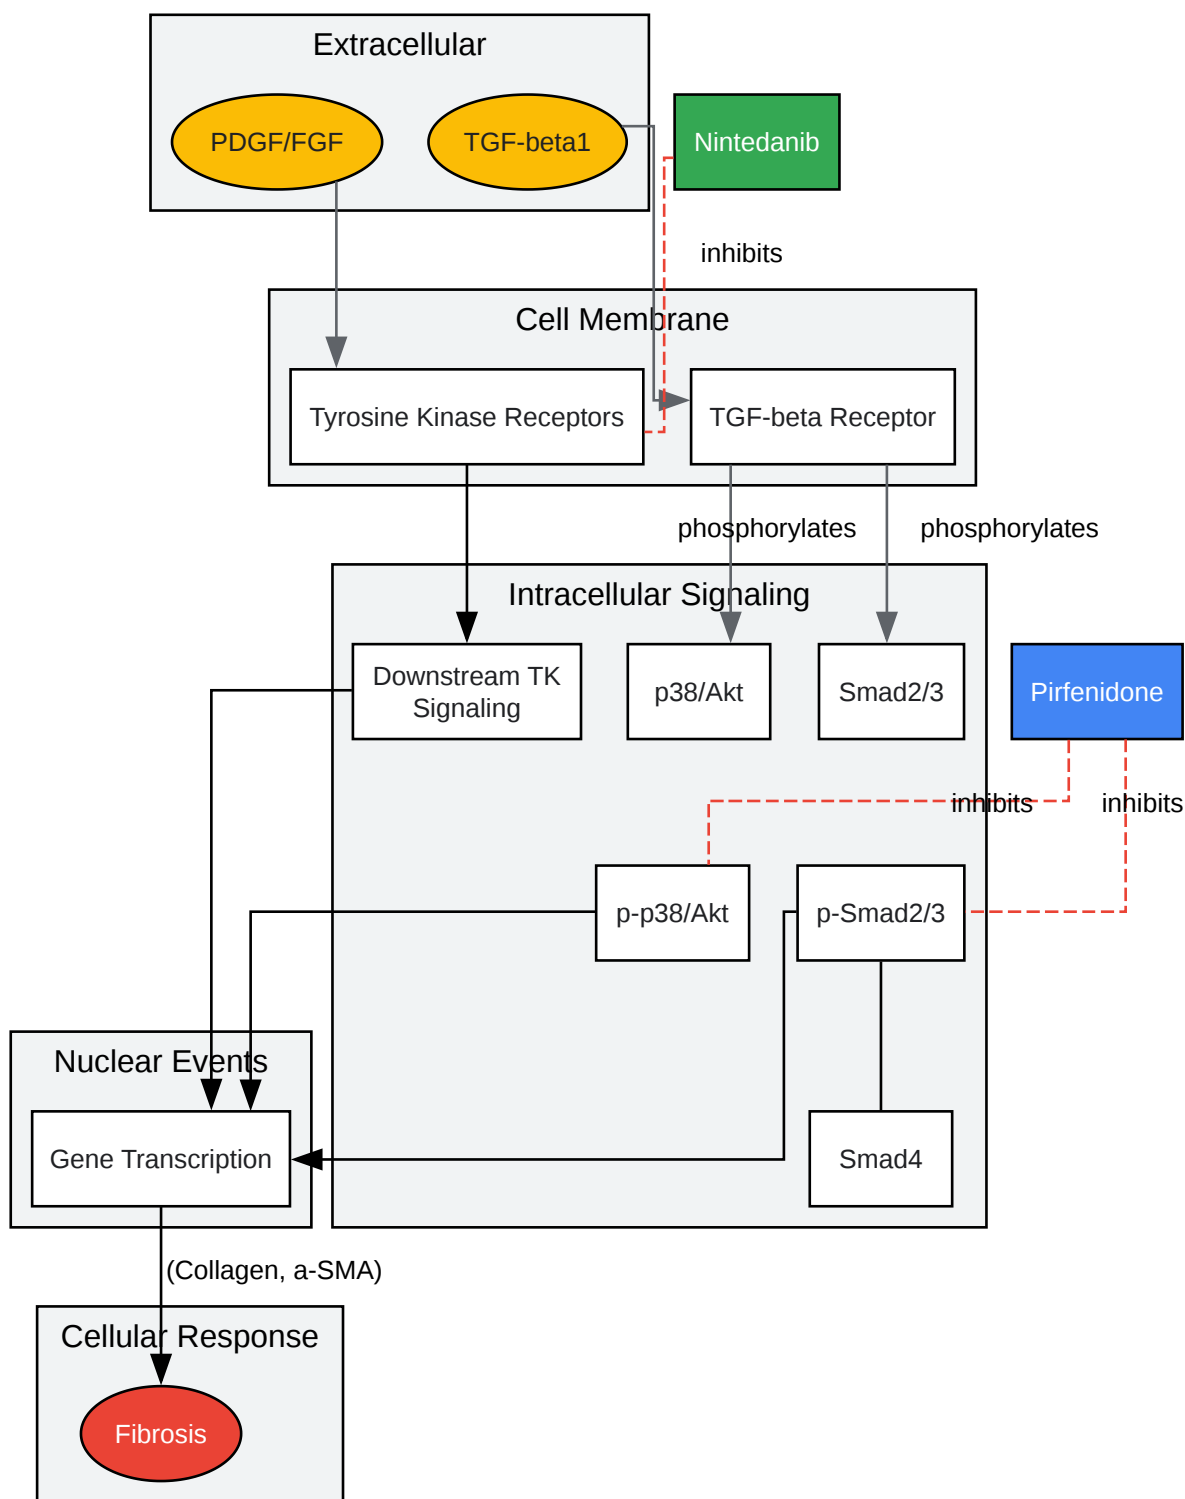 Extracellular
PDGF/FGF
TGF-beta1
Nintedanib
inhibits
Cell Membrane
Tyrosine Kinase Receptors
TGF-beta Receptor
phosphorylates
phosphorylates
Intracellular Signaling
Downstream TK
Signaling
p38/Akt
Smad2/3
Pirfenidone
inhibits
inhibits
p-p38/Akt
p-Smad2/3
Nuclear Events
Gene Transcription
Smad4
(Collagen, a-SMA)
Cellular Response
Fibrosis